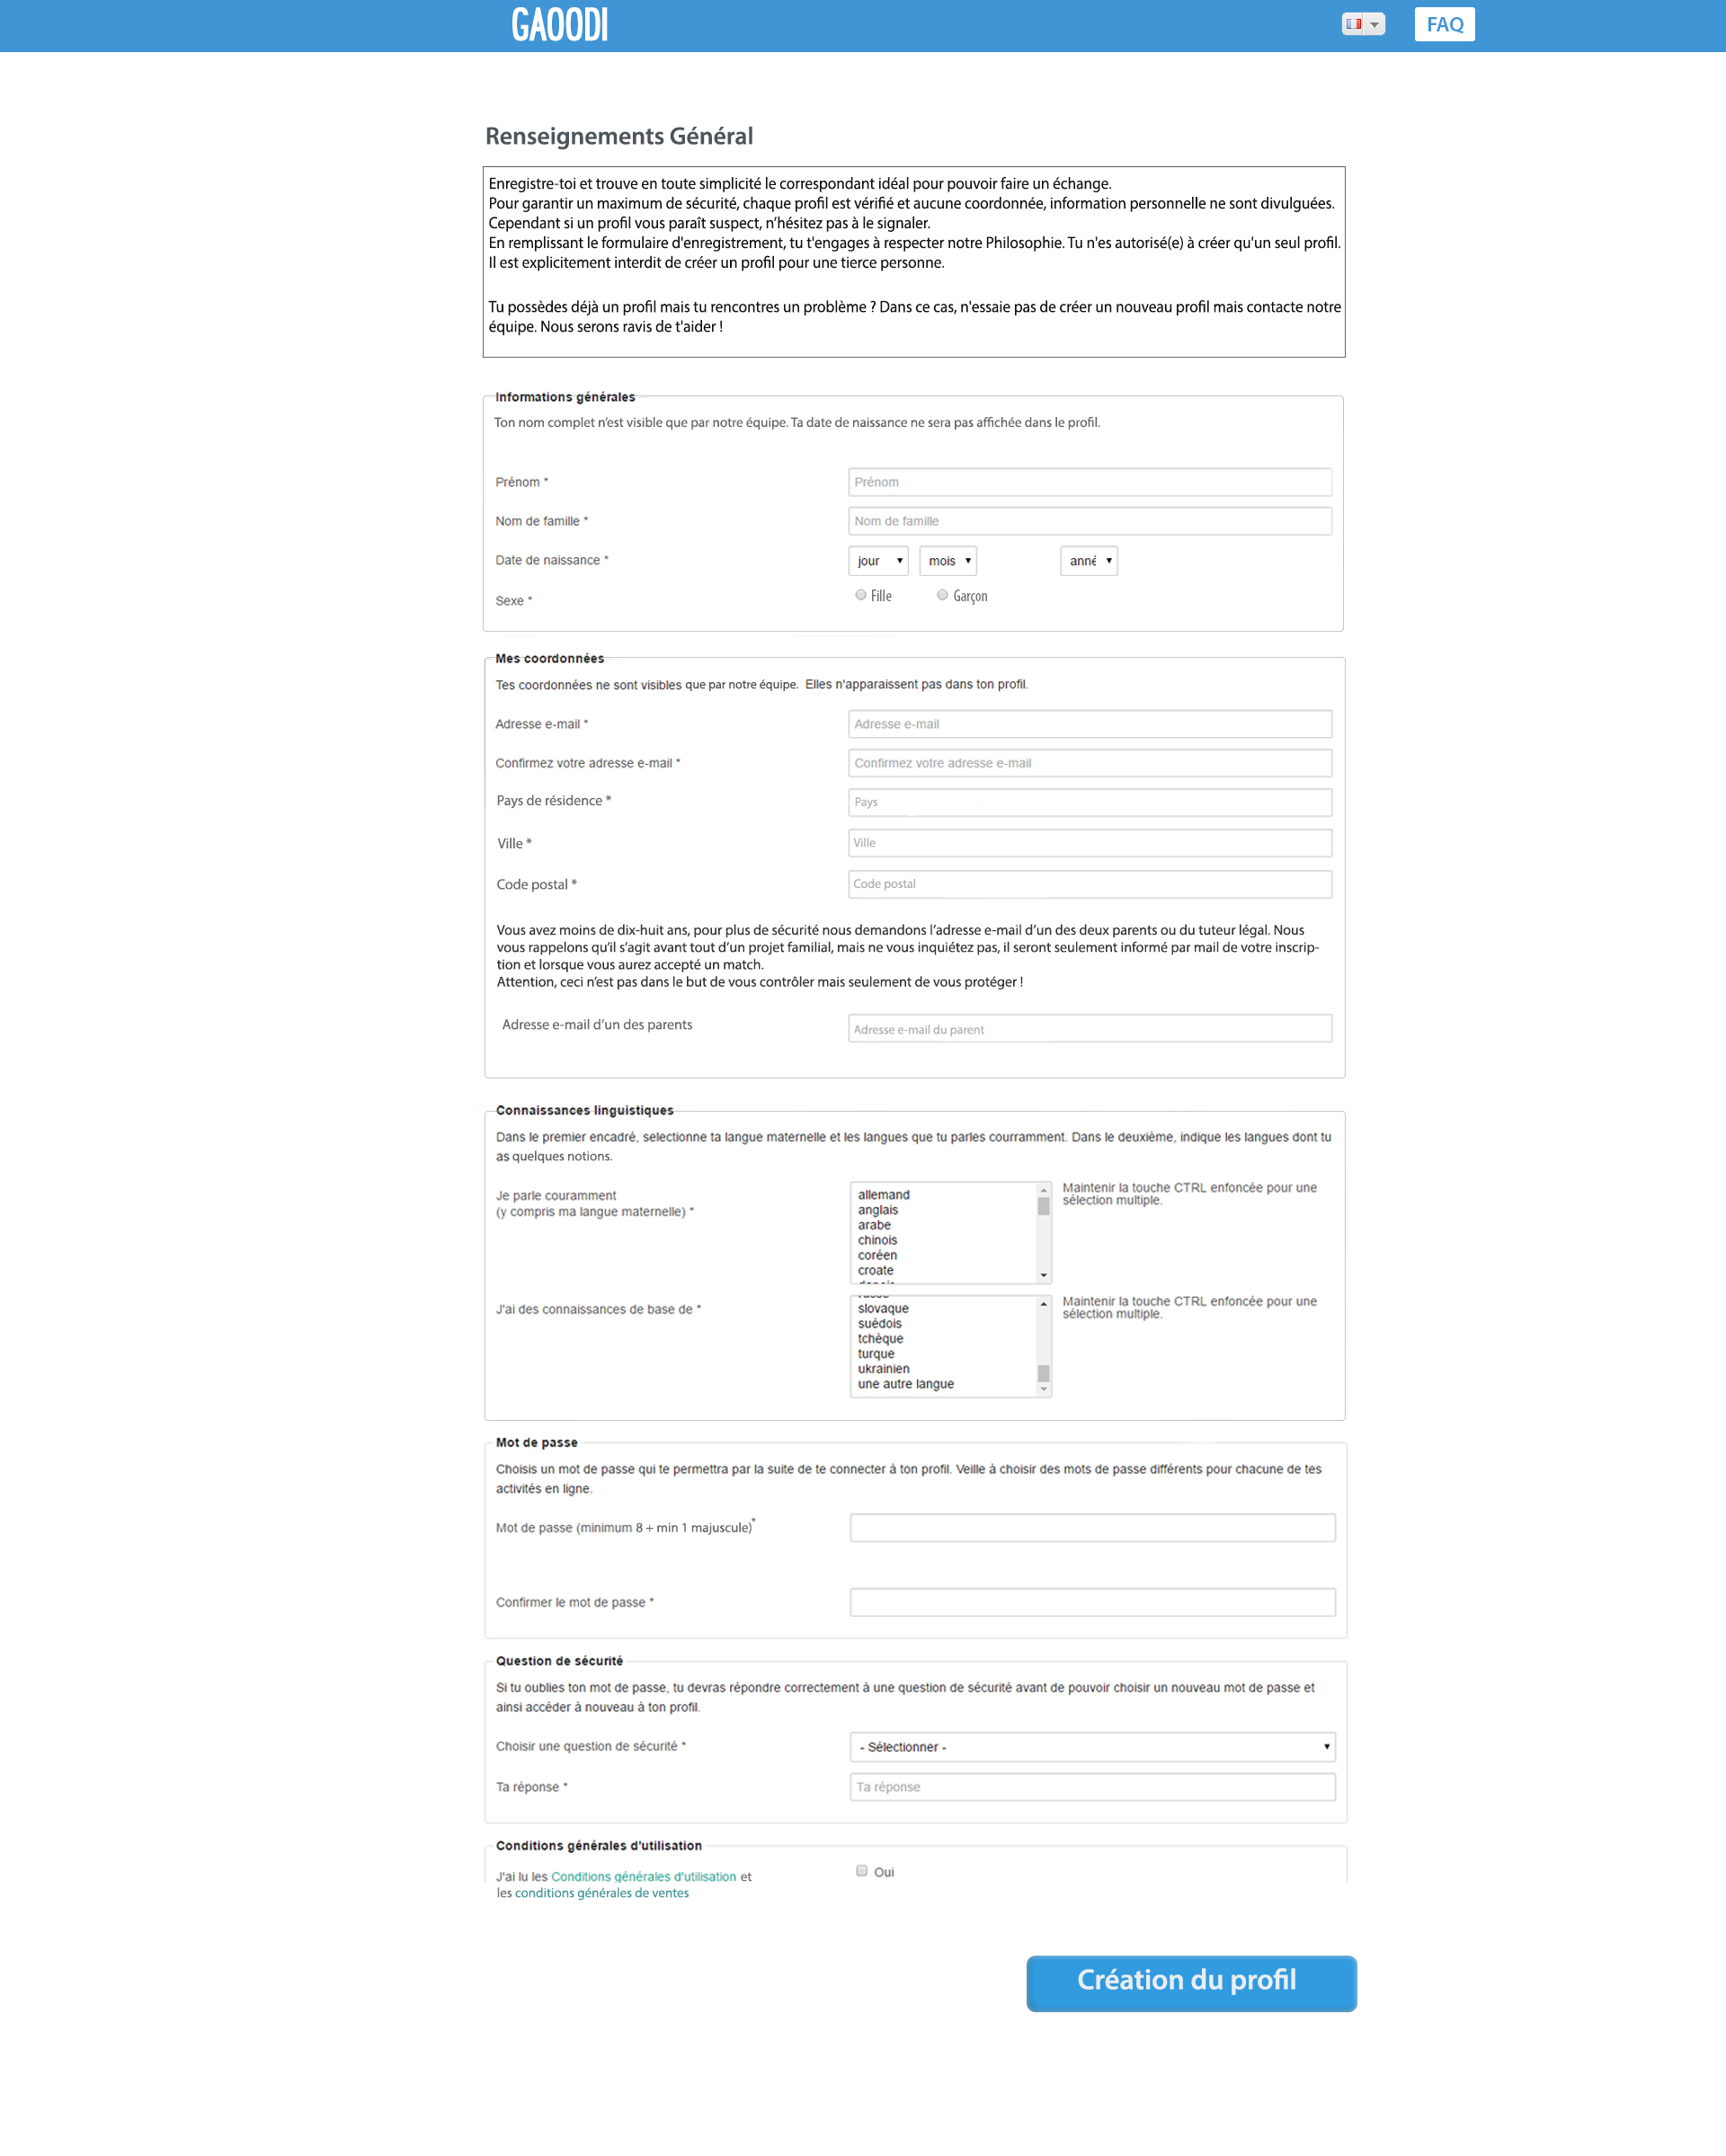 GAOODI
FAQ
Renseignements Général
Enregistre-toi et trouve en toute simplicité le correspondant idéal pour pouvoir faire un échange.
Pour garantir un maximum de sécurité, chaque profil est vérifié et aucune coordonnée, information personnelle ne sont divulguées.
Cependant si un profil vous paraît suspect, n’hésitez pas à le signaler.
En remplissant le formulaire d'enregistrement, tu t'engages à respecter notre Philosophie. Tu n'es autorisé(e) à créer qu'un seul profil.
Il est explicitement interdit de créer un profil pour une tierce personne.
Tu possèdes déjà un profil mais tu rencontres un problème ? Dans ce cas, n'essaie pas de créer un nouveau profil mais contacte notre
équipe. Nous serons ravis de t'aider !
Informations générales
Ton nom complet n’est visible que par notre équipe. Ta date de naissance ne sera pas affichée dans le profil.
Prénom * Prénom
Nom de famille * Nom de famille
Date de naissance * jour mois anné
Sexe * Fille Garçon
Mes coordonnées
Tes coordonnées ne sont visibles que par notre équipe. Elles n'apparaissent pas dans ton profil.
Adresse e-mail * Adresse e-mail
Confirmez votre adresse e-mail * Confirmez votre adresse e-mail
Pays de résidence * Pays
Ville * Ville
Code postal * Code postal
Vous avez moins de dix-huit ans, pour plus de sécurité nous demandons l’adresse e-mail d’un des deux parents ou du tuteur légal. Nous
vous rappelons qu’il s’agit avant tout d’un projet familial, mais ne vous inquiétez pas, il seront seulement informé par mail de votre inscrip-
tion et lorsque vous aurez accepté un match.
Attention, ceci n’est pas dans le but de vous contrôler mais seulement de vous protéger !
Adresse e-mail d’un des parents Adresse e-mail du parent
Connaissances linguistiques
Dans le premier encadré, selectionne ta langue maternelle et les langues que tu parles courramment. Dans le deuxième, indique les langues dont tu
as quelques notions.
Je parle couramment
(y compris ma langue maternelle) *
allemand
anglais
arabe
chinois
coréen
croate
Maintenir la touche CTRL enfoncée pour une
sélection multiple.
J'ai des connaissances de base de *
slovaque
suédois
tchèque
turque
ukrainien
une autre langue
Maintenir la touche CTRL enfoncée pour une
sélection multiple.
Mot de passe
Choisis un mot de passe qui te permettra par la suite de te connecter à ton profil. Veille à choisir des mots de passe différents pour chacune de tes
activités en ligne.
Mot de passe (minimum 8 + min 1 majuscule)*
Confirmer le mot de passe *
Question de sécurité
Si tu oublies ton mot de passe, tu devras répondre correctement à une question de sécurité avant de pouvoir choisir un nouveau mot de passe et
ainsi accéder à nouveau à ton profil.
Choisir une question de sécurité * - Sélectionner -
Ta réponse * Ta réponse
Conditions générales d'utilisation
J'ai lu les Conditions générales d'utilisation et
les conditions générales de ventes
Oui
Création du profil